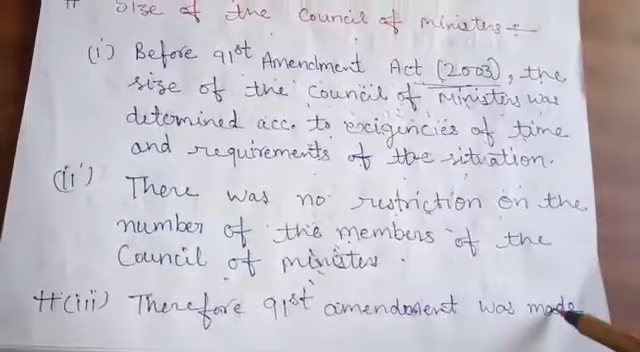 # Size of the Council of Ministers -
(i) Before 91st Amendment Act (2003), the
size of the council of Ministers was
determined acc. to exigencies of time
and requirements of the situation.
(ii) There was no restriction on the
number of the members of the
Council of ministers.
#(iii) Therefore 91st amendment was made